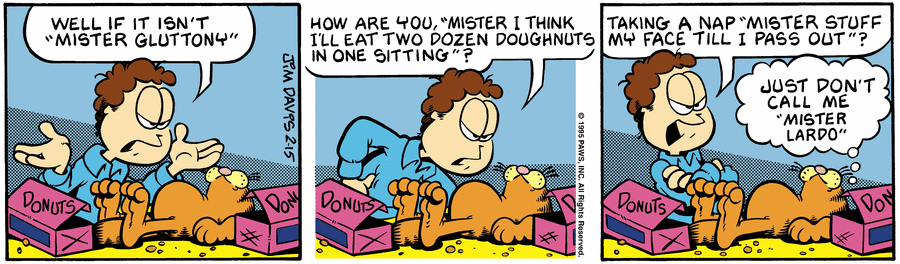 WELL IF IT ISN'T
"MISTER GLUTTONY"
JIM DAVIS 2-15
DONUTS
DON
HOW ARE YOU, "MISTER I THINK
I'LL EAT TWO DOZEN DOUGHNUTS
IN ONE SITTING"?
DONUTS
DON
© 1995 PAWS, INC. All Rights Reserved.
TAKING A NAP "MISTER STUFF
MY FACE TILL I PASS OUT"?
JUST DON'T
CALL ME
"MISTER
LARDO"
DONUTS
DON